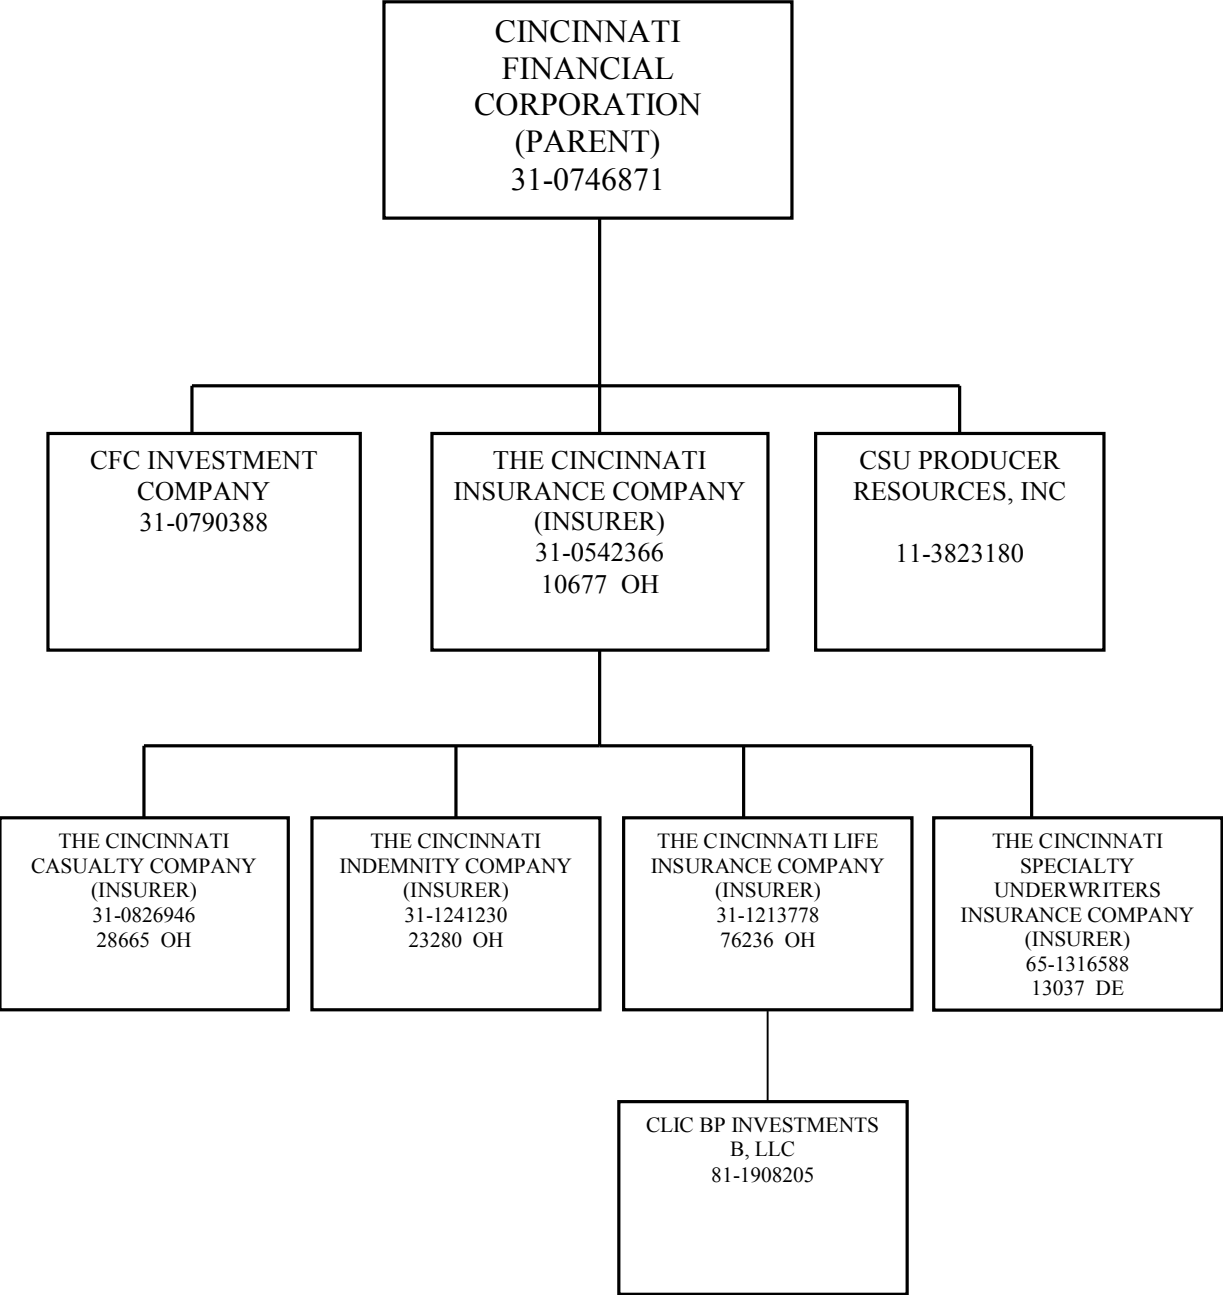 CINCINNATI
FINANCIAL
CORPORATION
(PARENT)
31-0746871
CFC INVESTMENT
COMPANY
31-0790388
THE CINCINNATI
INSURANCE COMPANY
(INSURER)
31-0542366
10677 OH
CSU PRODUCER
RESOURCES, INC
11-3823180
THE CINCINNATI
CASUALTY COMPANY
(INSURER)
31-0826946
28665 OH
THE CINCINNATI
INDEMNITY COMPANY
(INSURER)
31-1241230
23280 OH
THE CINCINNATI LIFE
INSURANCE COMPANY
(INSURER)
31-1213778
76236 OH
THE CINCINNATI
SPECIALTY
UNDERWRITERS
INSURANCE COMPANY
(INSURER)
65-1316588
13037 DE
CLIC BP INVESTMENTS
B, LLC
81-1908205